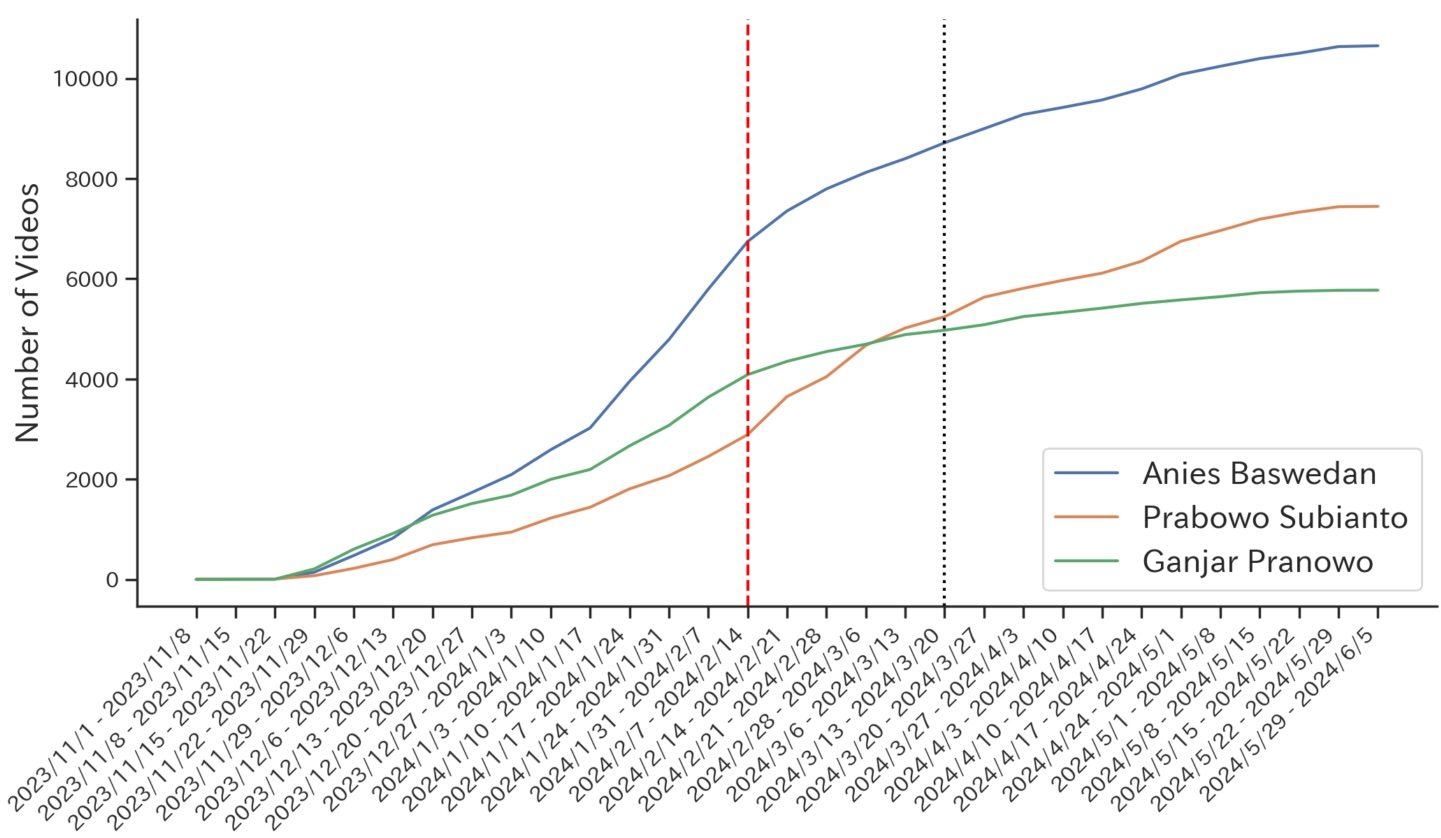 Number of Videos
10000
8000
6000
4000
2000
0
Anies Baswedan
Prabowo Subianto
Ganjar Pranowo
2023/11/1 - 2023/11/8
2023/11/8 - 2023/11/15
2023/11/15 - 2023/11/22
2023/11/22 - 2023/11/29
2023/11/29 - 2023/12/6
2023/12/6 - 2023/12/13
2023/12/13 - 2023/12/20
2023/12/20 - 2023/12/27
2023/12/27 - 2024/1/3
2024/1/3 - 2024/1/10
2024/1/10 - 2024/1/17
2024/1/17 - 2024/1/24
2024/1/24 - 2024/1/31
2024/1/31 - 2024/2/7
2024/2/7 - 2024/2/14
2024/2/14 - 2024/2/21
2024/2/21 - 2024/2/28
2024/2/28 - 2024/3/6
2024/3/6 - 2024/3/13
2024/3/13 - 2024/3/20
2024/3/20 - 2024/3/27
2024/3/27 - 2024/4/3
2024/4/3 - 2024/4/10
2024/4/10 - 2024/4/17
2024/4/17 - 2024/4/24
2024/4/24 - 2024/5/1
2024/5/1 - 2024/5/8
2024/5/8 - 2024/5/15
2024/5/15 - 2024/5/22
2024/5/22 - 2024/5/29
2024/5/29 - 2024/6/5